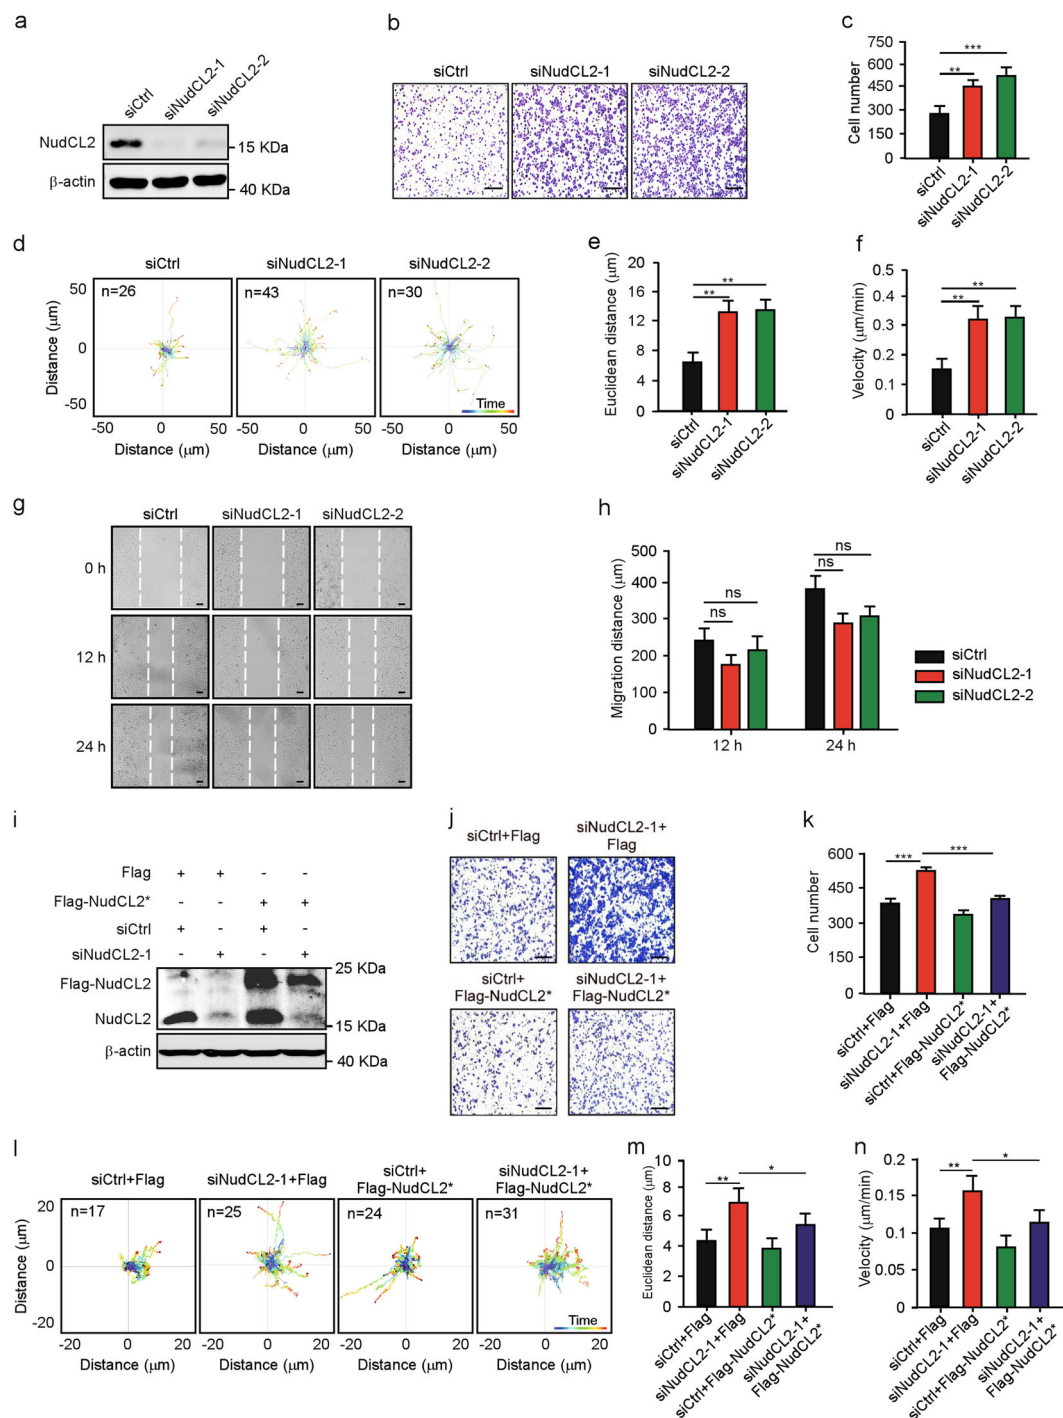 a
siCtrl
siNudCL2-1
siNudCL2-2
NudCL2
15 KDa
β-actin
40 KDa
b
siCtrl
siNudCL2-1
siNudCL2-2
c
Cell number
750
600
450
300
150
0
***
**
siCtrl
siNudCL2-1
siNudCL2-2
d
siCtrl
siNudCL2-1
siNudCL2-2
n=26
n=43
n=30
Distance (μm)
50
0
-50
Time
-50 0 50 -50 0 50 -50 0 50
Distance (μm)
Distance (μm)
Distance (μm)
e
Euclidean distance (μm)
20
16
12
8
4
0
**
**
siCtrl
siNudCL2-1
siNudCL2-2
f
Velocity (μm/min)
0.5
0.4
0.3
0.2
0.1
0
**
**
siCtrl
siNudCL2-1
siNudCL2-2
g
siCtrl
siNudCL2-1
siNudCL2-2
0 h
12 h
24 h
h
Migration distance (μm)
500
400
300
200
100
0
ns
ns
ns
ns
12 h
24 h
siCtrl
siNudCL2-1
siNudCL2-2
i
Flag + + - -
Flag-NudCL2* - - + +
siCtrl + - + -
siNudCL2-1 - + - +
25 KDa
Flag-NudCL2
NudCL2
15 KDa
β-actin
40 KDa
j
siCtrl+Flag
siNudCL2-1+
Flag
siCtrl+
Flag-NudCL2*
siNudCL2-1+
Flag-NudCL2*
k
Cell number
600
450
300
150
0
***
***
siCtrl+Flag
siNudCL2-1+Flag
siCtrl+Flag-NudCL2*
siNudCL2-1+
Flag-NudCL2*
l
siCtrl+Flag
siNudCL2-1+Flag
siCtrl+
Flag-NudCL2*
siNudCL2-1+
Flag-NudCL2*
n=17
n=25
n=24
n=31
Distance (μm)
20
0
-20
Time
-20 0 20 -20 0 20 -20 0 20 -20 0 20
Distance (μm)
Distance (μm)
Distance (μm)
Distance (μm)
m
Euclidean distance (μm)
10
8
6
4
2
0
**
*
siCtrl+Flag
siNudCL2-1+Flag
siCtrl+Flag-NudCL2*
siNudCL2-1+
Flag-NudCL2*
n
Velocity (μm/min)
0.2
0.15
0.1
0.05
0
**
*
siCtrl+Flag
siNudCL2-1+Flag
siCtrl+Flag-NudCL2*
siNudCL2-1+
Flag-NudCL2*